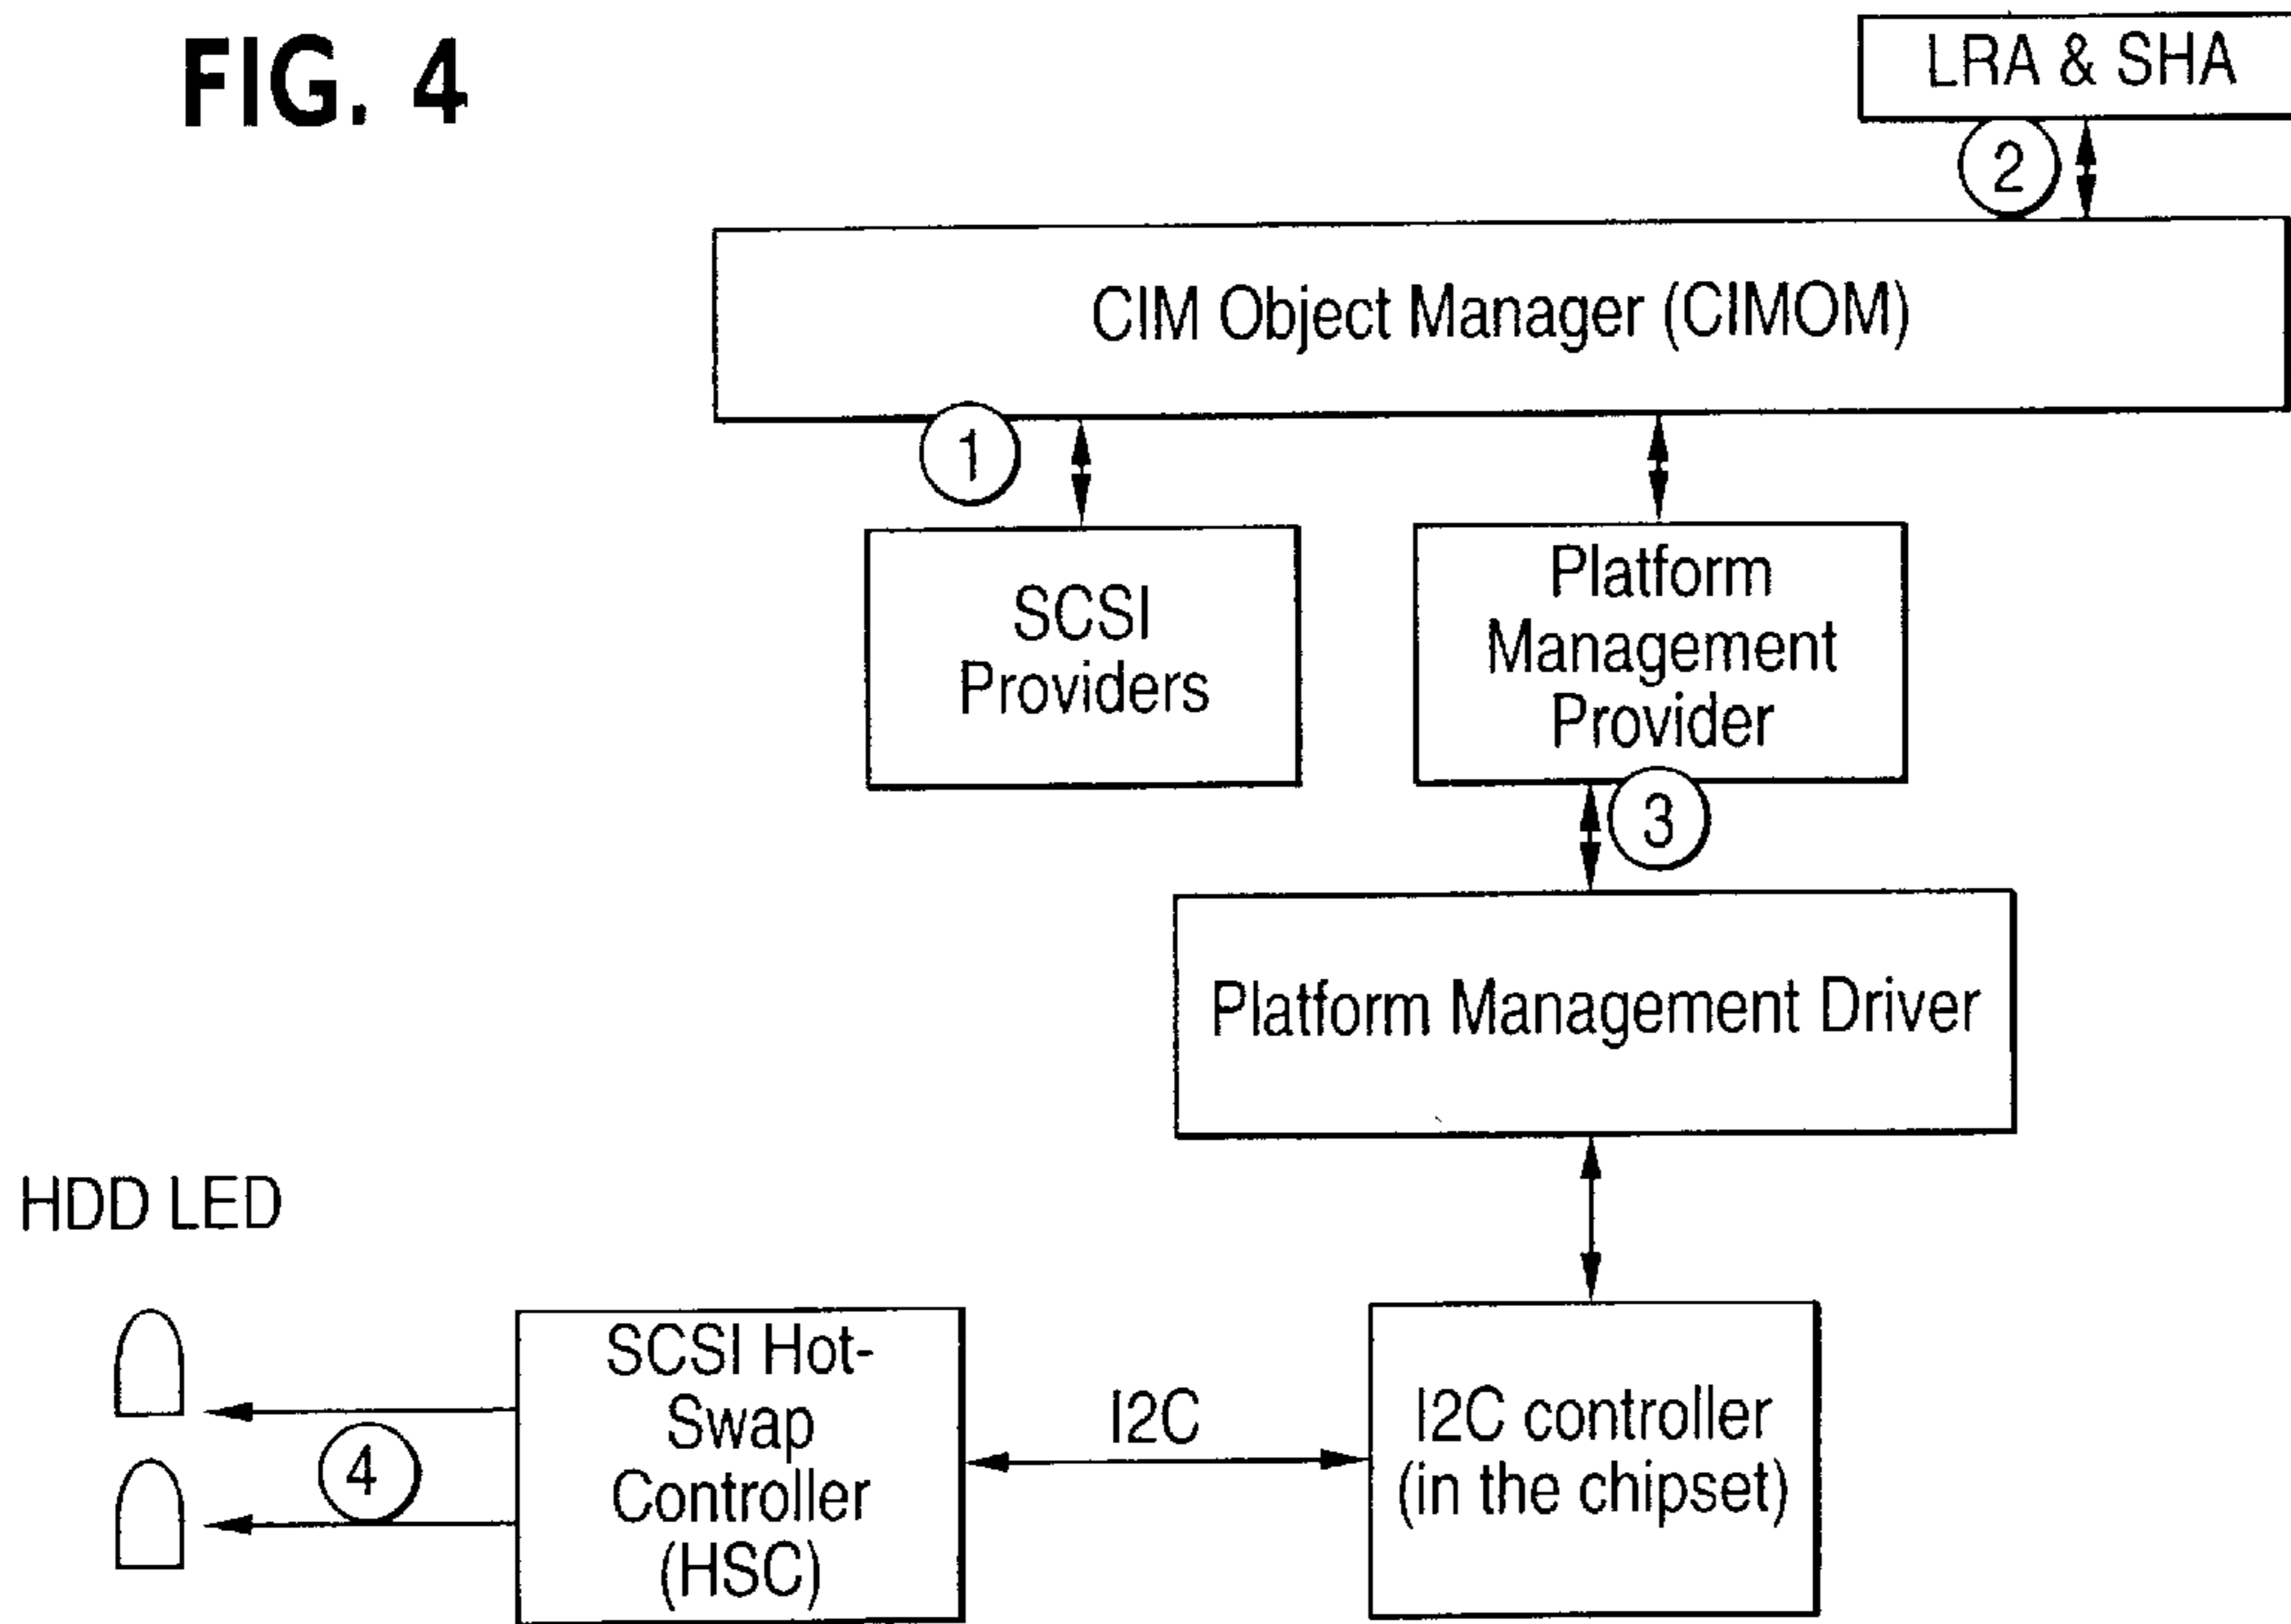 FIG. 4
LRA & SHA
2
CIM Object Manager (CIMOM)
1
SCSI
Providers
Platform
Management
Provider
3
Platform Management Driver
HDD LED
SCSI Hot-
Swap
Controller
(HSC)
4
I2C
I2C controller
(in the chipset)